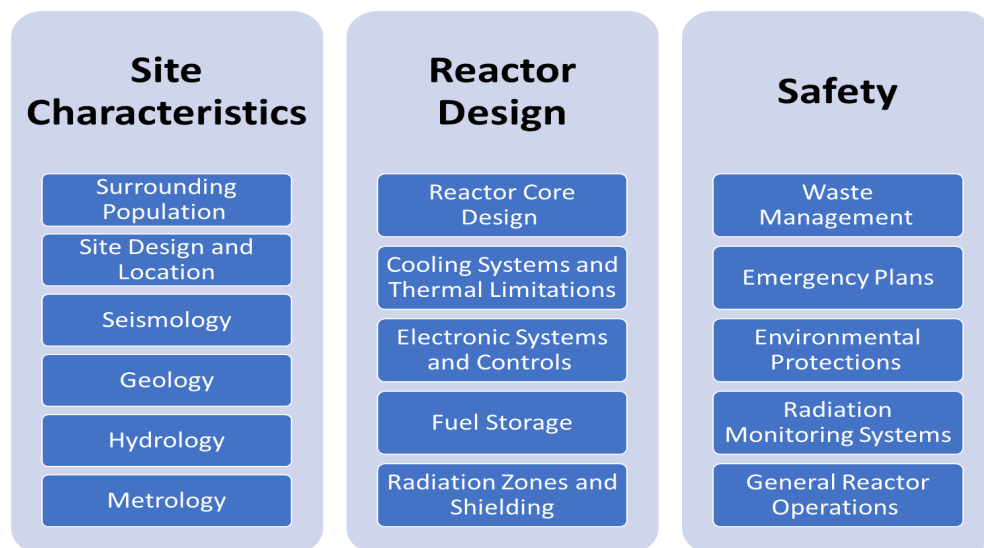 Site
Characteristics
Surrounding
Population
Site Design and
Location
Seismology
Geology
Hydrology
Metrology
Reactor
Design
Reactor Core
Design
Cooling Systems and
Thermal Limitations
Electronic Systems
and Controls
Fuel Storage
Radiation Zones and
Shielding
Safety
Waste
Management
Emergency Plans
Environmental
Protections
Radiation
Monitoring Systems
General Reactor
Operations